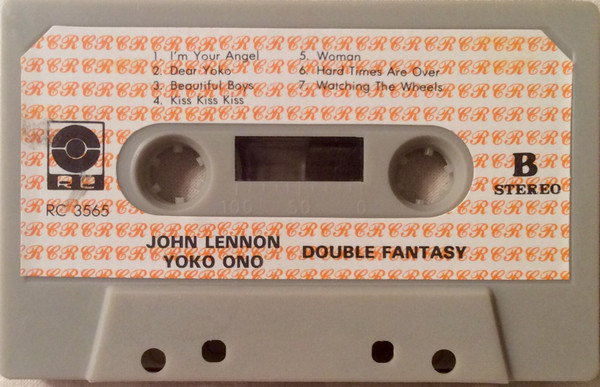 1. I'm Your Angel
2. Dear Yoko
3. Beautiful Boys
4. Kiss Kiss Kiss
5. Woman
6. Hard Times Are Over
7. Watching The Wheels
RC 3565
B
STEREO
100 50 0
JOHN LENNON
YOKO ONO
DOUBLE FANTASY